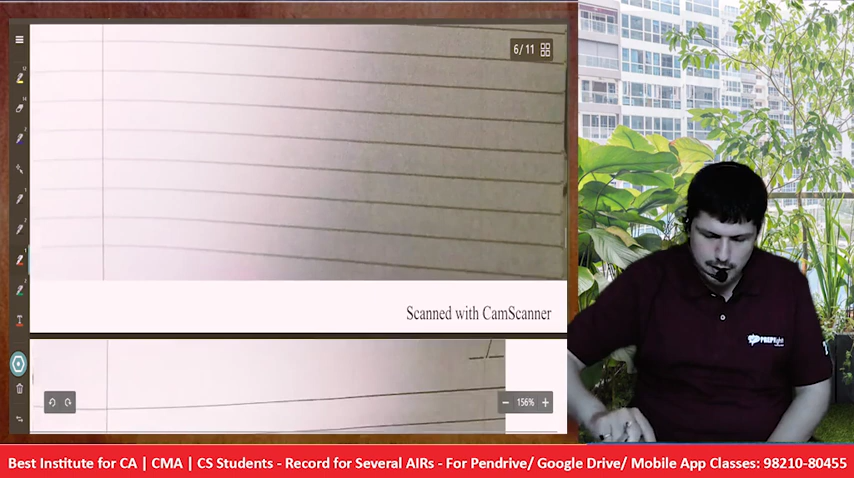 6/11
Scanned with CamScanner
156%
PREPfight
Best Institute for CA | CMA | CS Students - Record for Several AIRs - For Pendrive/ Google Drive/ Mobile App Classes: 98210-80455